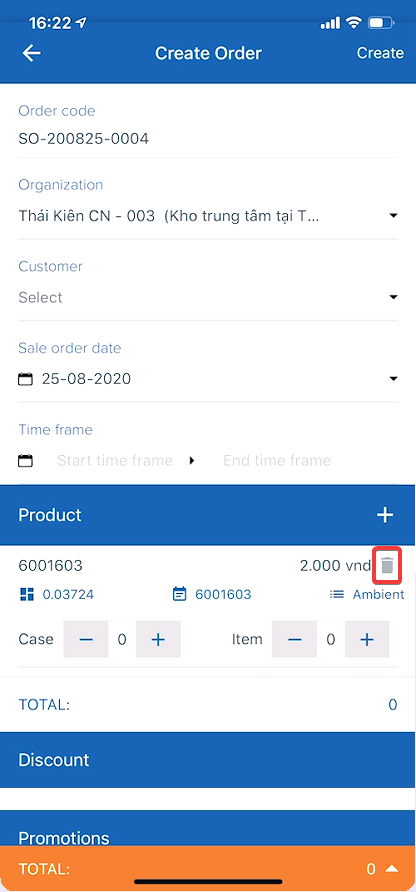 16:22
Create Order
Create
Order code
SO-200825-0004
Organization
Thái Kiên CN - 003 (Kho trung tâm tại T...
Customer
Select
Sale order date
25-08-2020
Time frame
Start time frame
End time frame
Product
6001603
2.000 vnd
0.03724
6001603
Ambient
Case
0
Item
0
TOTAL:
0
Discount
Promotions
TOTAL:
0